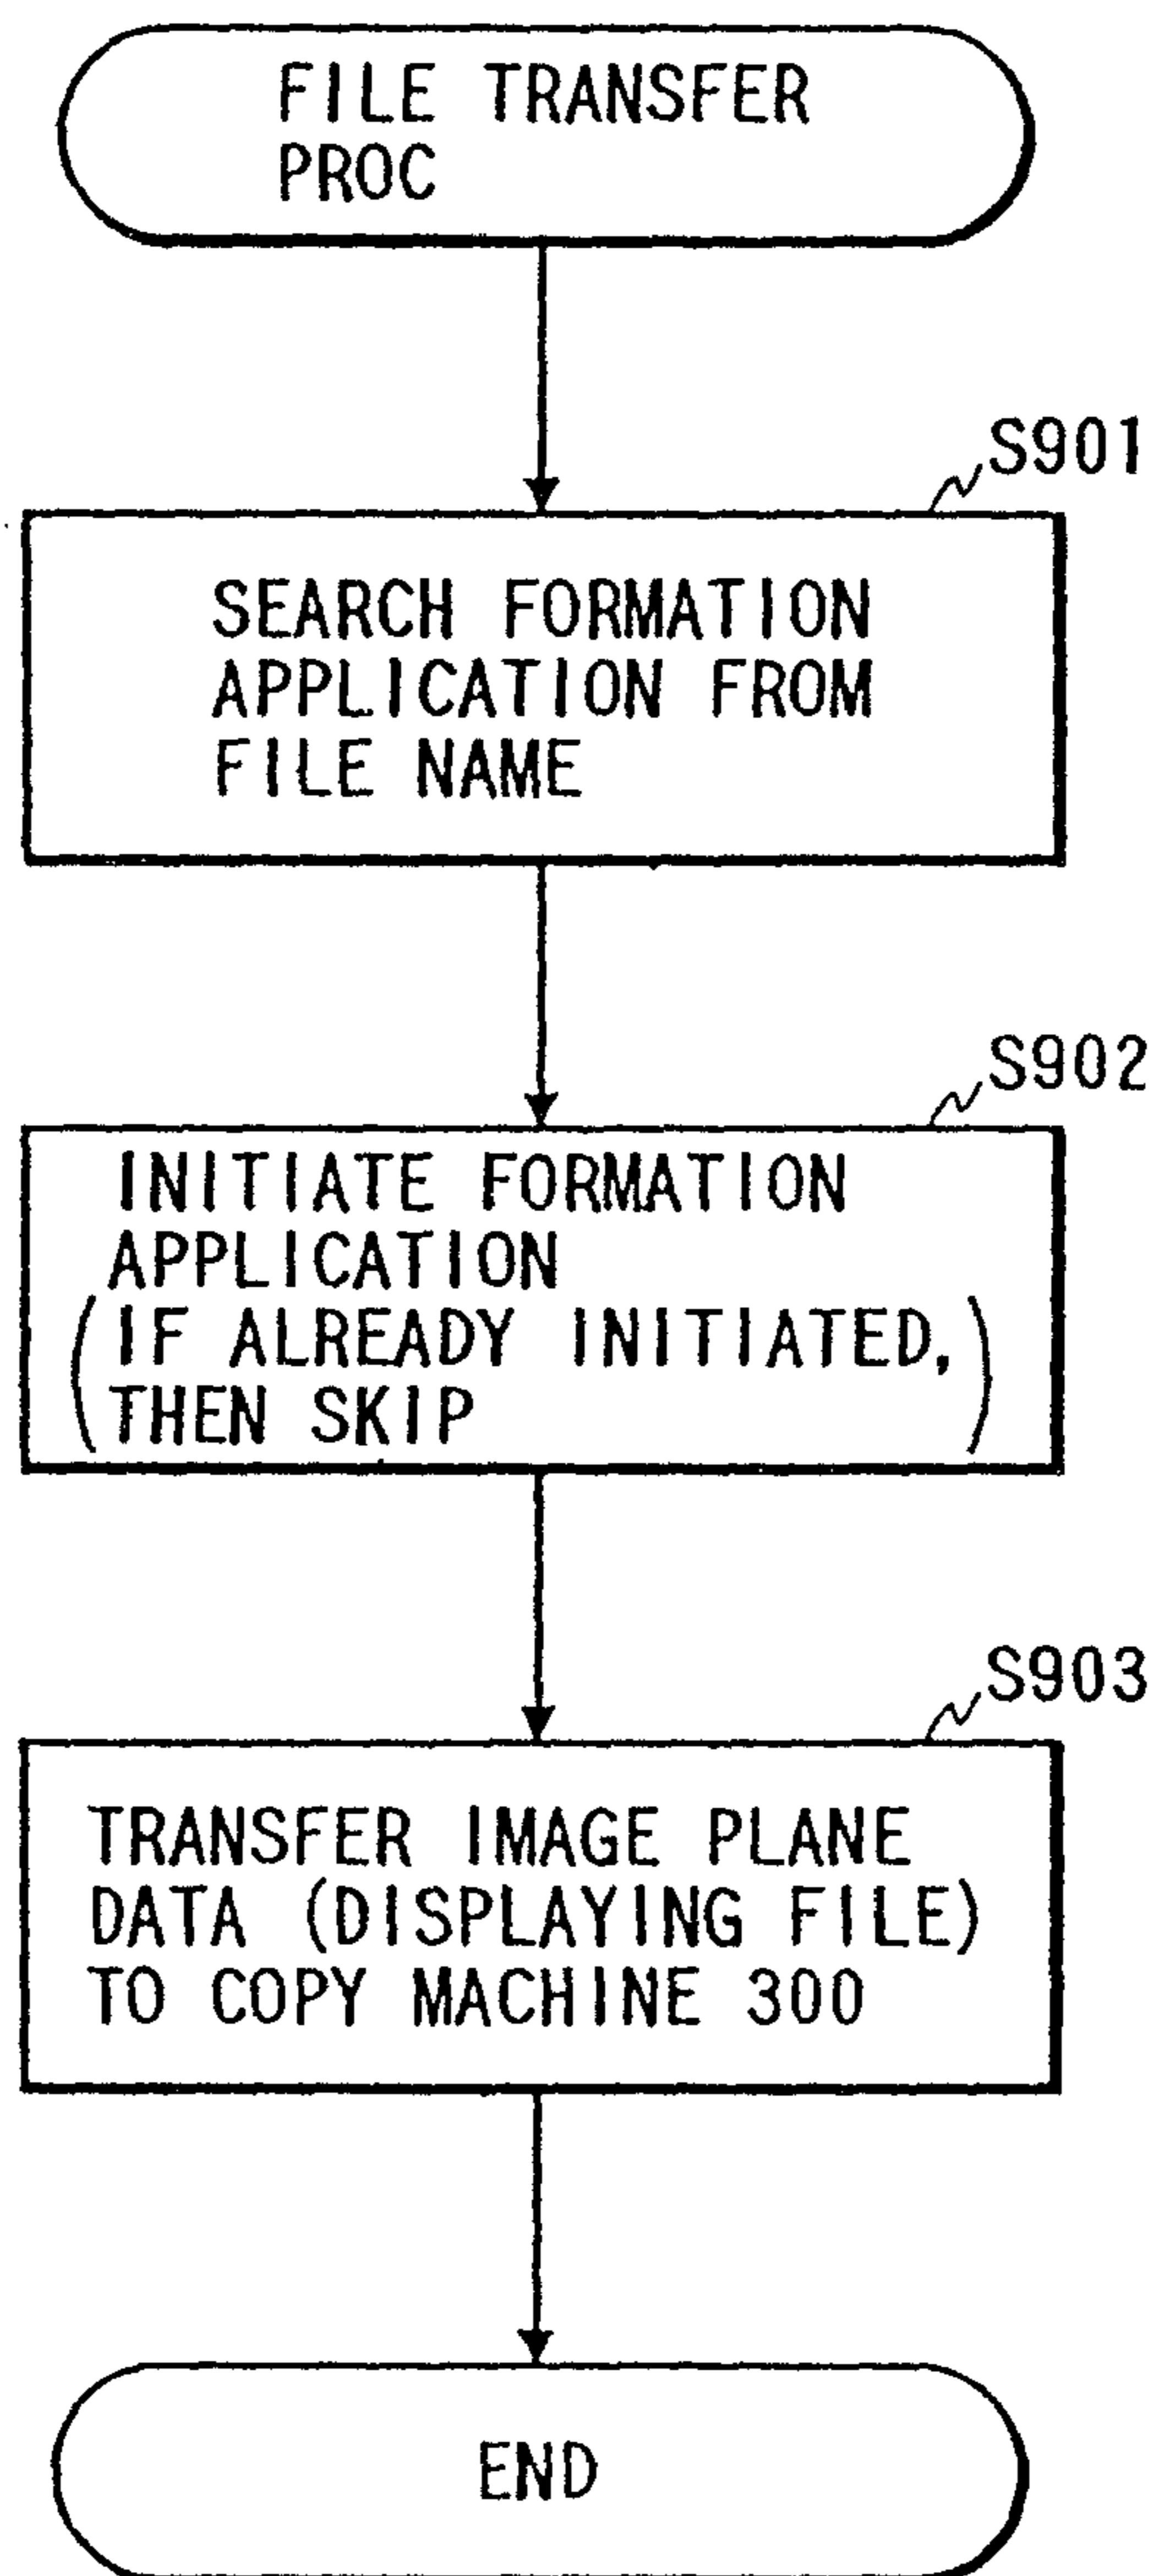 FILE TRANSFER
PROC
S901
SEARCH FORMATION
APPLICATION FROM
FILE NAME
S902
INITIATE FORMATION
APPLICATION
(IF ALREADY INITIATED,
THEN SKIP)
S903
TRANSFER IMAGE PLANE
DATA (DISPLAYING FILE)
TO COPY MACHINE 300
END